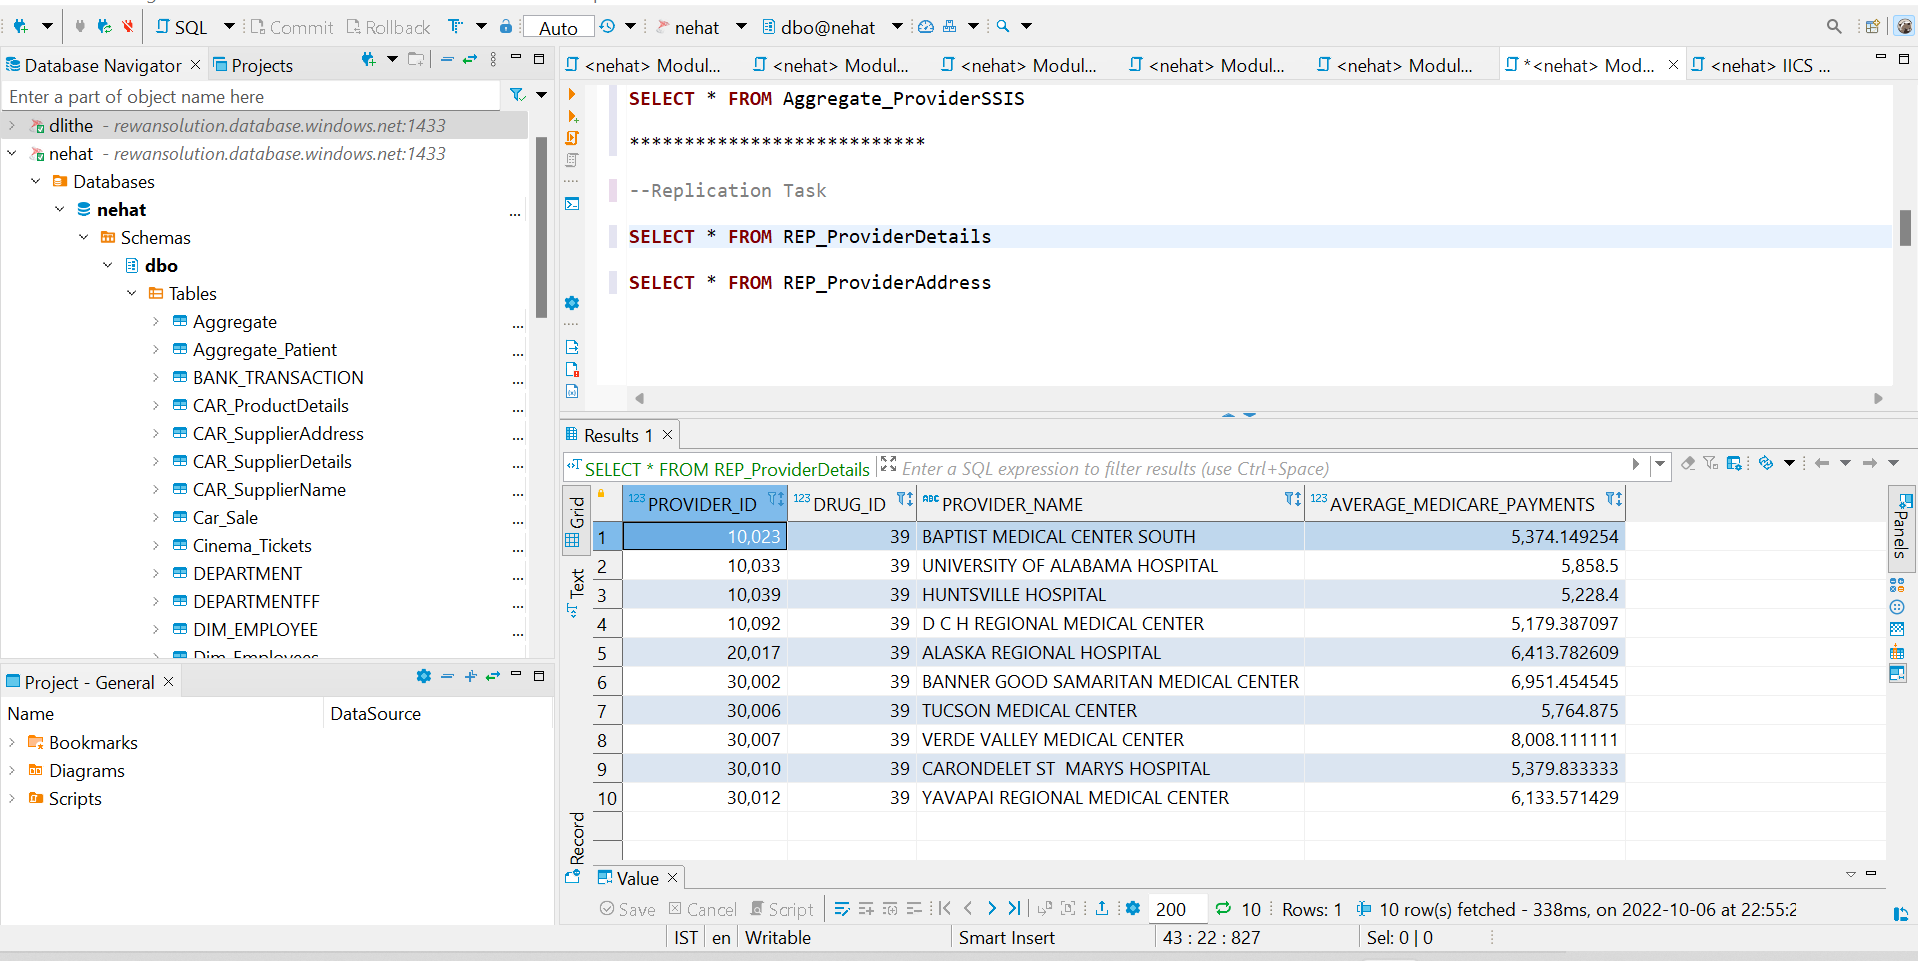 SQL Commit Rollback Auto nehat dbo@nehat
Database Navigator Projects
Enter a part of object name here
dlithe - rewansolution.database.windows.net:1433
nehat - rewansolution.database.windows.net:1433
Databases
nehat ...
Schemas
dbo
Tables
Aggregate ...
Aggregate_Patient ...
BANK_TRANSACTION ...
CAR_ProductDetails ...
CAR_SupplierAddress ...
CAR_SupplierDetails ...
CAR_SupplierName ...
Car_Sale ...
Cinema_Tickets ...
DEPARTMENT ...
DEPARTMENTFF ...
DIM_EMPLOYEE ...
Dim_Employees
Project - General
Name DataSource
Bookmarks
Diagrams
Scripts
<nehat> Modul... <nehat> Modul... <nehat> Modul... <nehat> Modul... <nehat> Modul... *<nehat> Mod... <nehat> IICS ...
SELECT * FROM Aggregate_ProviderSSIS
***************************
--Replication Task
SELECT * FROM REP_ProviderDetails
SELECT * FROM REP_ProviderAddress
Results 1
SELECT * FROM REP_ProviderDetails Enter a SQL expression to filter results (use Ctrl+Space)
Grid
Text
Record
123 PROVIDER_ID 123 DRUG_ID ABC PROVIDER_NAME 123 AVERAGE_MEDICARE_PAYMENTS
1 10,023 39 BAPTIST MEDICAL CENTER SOUTH 5,374.149254
2 10,033 39 UNIVERSITY OF ALABAMA HOSPITAL 5,858.5
3 10,039 39 HUNTSVILLE HOSPITAL 5,228.4
4 10,092 39 D C H REGIONAL MEDICAL CENTER 5,179.387097
5 20,017 39 ALASKA REGIONAL HOSPITAL 6,413.782609
6 30,002 39 BANNER GOOD SAMARITAN MEDICAL CENTER 6,951.454545
7 30,006 39 TUCSON MEDICAL CENTER 5,764.875
8 30,007 39 VERDE VALLEY MEDICAL CENTER 8,008.111111
9 30,010 39 CARONDELET ST  MARYS HOSPITAL 5,379.833333
10 30,012 39 YAVAPAI REGIONAL MEDICAL CENTER 6,133.571429
Panels
Value
Save Cancel Script 200 10 Rows: 1 10 row(s) fetched - 338ms, on 2022-10-06 at 22:55:2
IST en Writable Smart Insert 43 : 22 : 827 Sel: 0 | 0